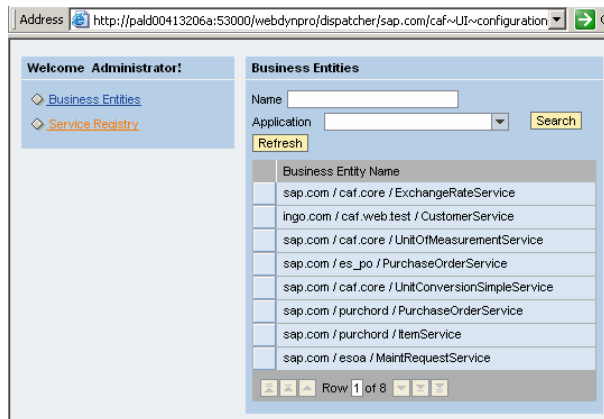 Address http://pald00413206a:53000/webdynpro/dispatcher/sap.com/caf~UI~configuration
Welcome Administrator!
Business Entities
Service Registry
Business Entities
Name
Application Search
Refresh
Business Entity Name
sap.com / caf.core / ExchangeRateService
ingo.com / caf.web.test / CustomerService
sap.com / caf.core / UnitOfMeasurementService
sap.com / es_po / PurchaseOrderService
sap.com / caf.core / UnitConversionSimpleService
sap.com / purchord / PurchaseOrderService
sap.com / purchord / ItemService
sap.com / esoa / MaintRequestService
Row 1 of 8